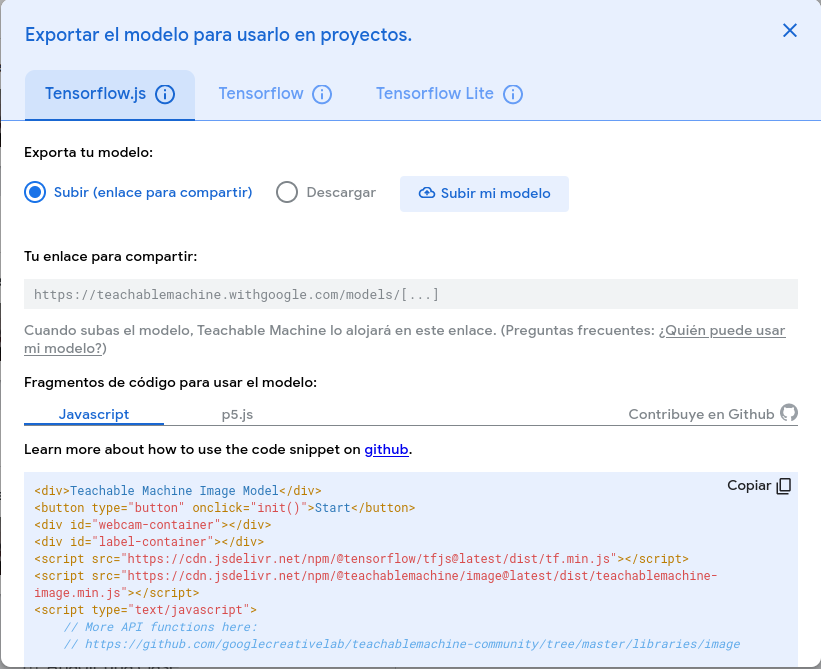 Exportar el modelo para usarlo en proyectos.
Tensorflow.js Tensorflow Tensorflow Lite
Exporta tu modelo:
Subir (enlace para compartir) Descargar Subir mi modelo
Tu enlace para compartir:
https://teachablemachine.withgoogle.com/models/[...]
Cuando subas el modelo, Teachable Machine lo alojará en este enlace. (Preguntas frecuentes: ¿Quién puede usar
mi modelo?)
Fragmentos de código para usar el modelo:
Javascript p5.js Contribuye en Github
Learn more about how to use the code snippet on github.
Copiar
<div>Teachable Machine Image Model</div>
<button type="button" onclick="init()">Start</button>
<div id="webcam-container"></div>
<div id="label-container"></div>
<script src="https://cdn.jsdelivr.net/npm/@tensorflow/tfjs@latest/dist/tf.min.js"></script>
<script src="https://cdn.jsdelivr.net/npm/@teachablemachine/image@latest/dist/teachablemachine-
image.min.js"></script>
<script type="text/javascript">
// More API functions here:
// https://github.com/googlecreativelab/teachablemachine-community/tree/master/libraries/image